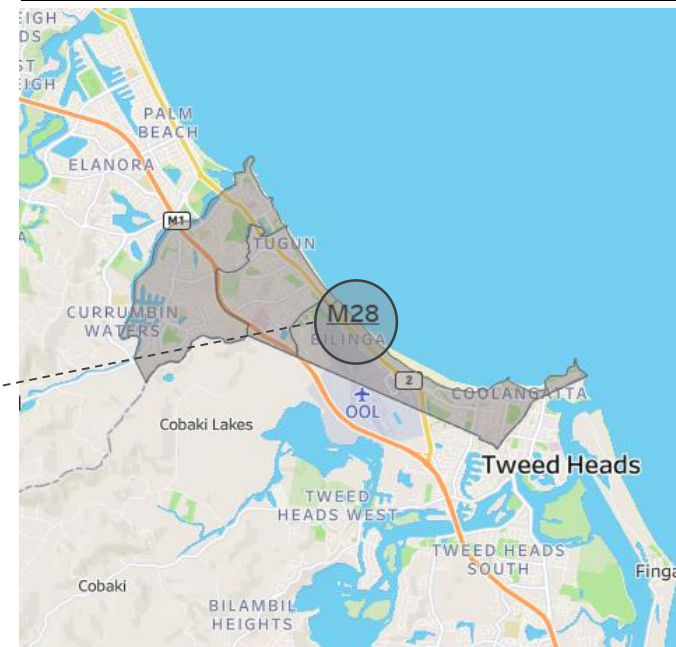 EIGH
DS
ST
EIGH
PALM
BEACH
ELANORA
M1
TUGUN
CURRUMBIN
WATERS
M28
BILINGA
2
COOLANGATTA
OOL
Cobaki Lakes
Tweed Heads
TWEED
HEADS WEST
TWEED HEADS
SOUTH
Finga
Cobaki
BILAMBIL
HEIGHTS